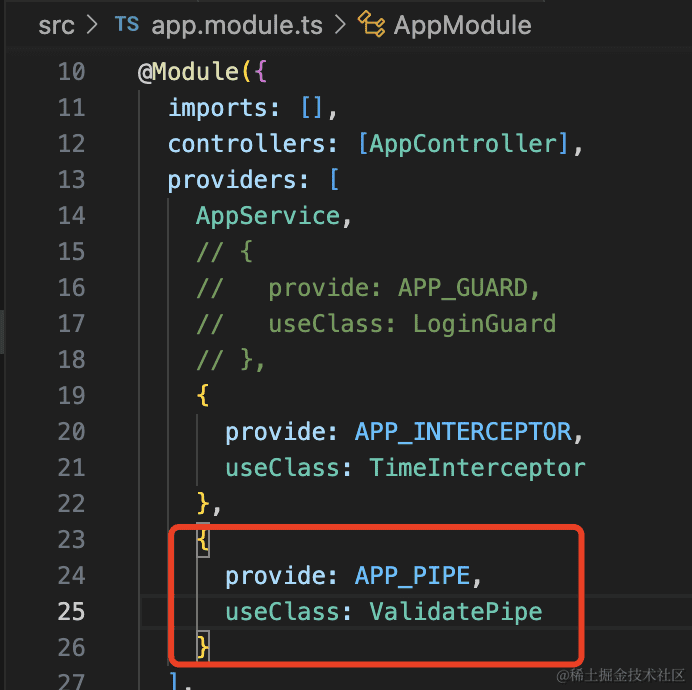 src > TS app.module.ts > AppModule
10 @Module({
11   imports: [],
12   controllers: [AppController],
13   providers: [
14     AppService,
15     // {
16     //   provide: APP_GUARD,
17     //   useClass: LoginGuard
18     // },
19     {
20       provide: APP_INTERCEPTOR,
21       useClass: TimeInterceptor
22     },
23     {
24       provide: APP_PIPE,
25       useClass: ValidatePipe
26     }
27   ],
@稀土掘金技术社区